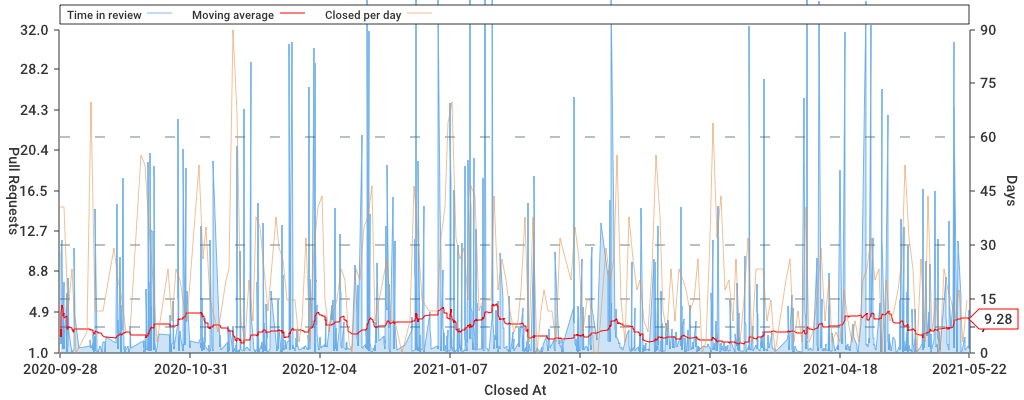 Time in review Moving average Closed per day
32.0 90
28.2 75
24.3
60
20.4
Pull Requests Days
16.5 45
12.7 30
8.8
15
4.9 9.28
1.0 0
2020-09-28 2020-10-31 2020-12-04 2021-01-07 2021-02-10 2021-03-16 2021-04-18 2021-05-22
Closed At